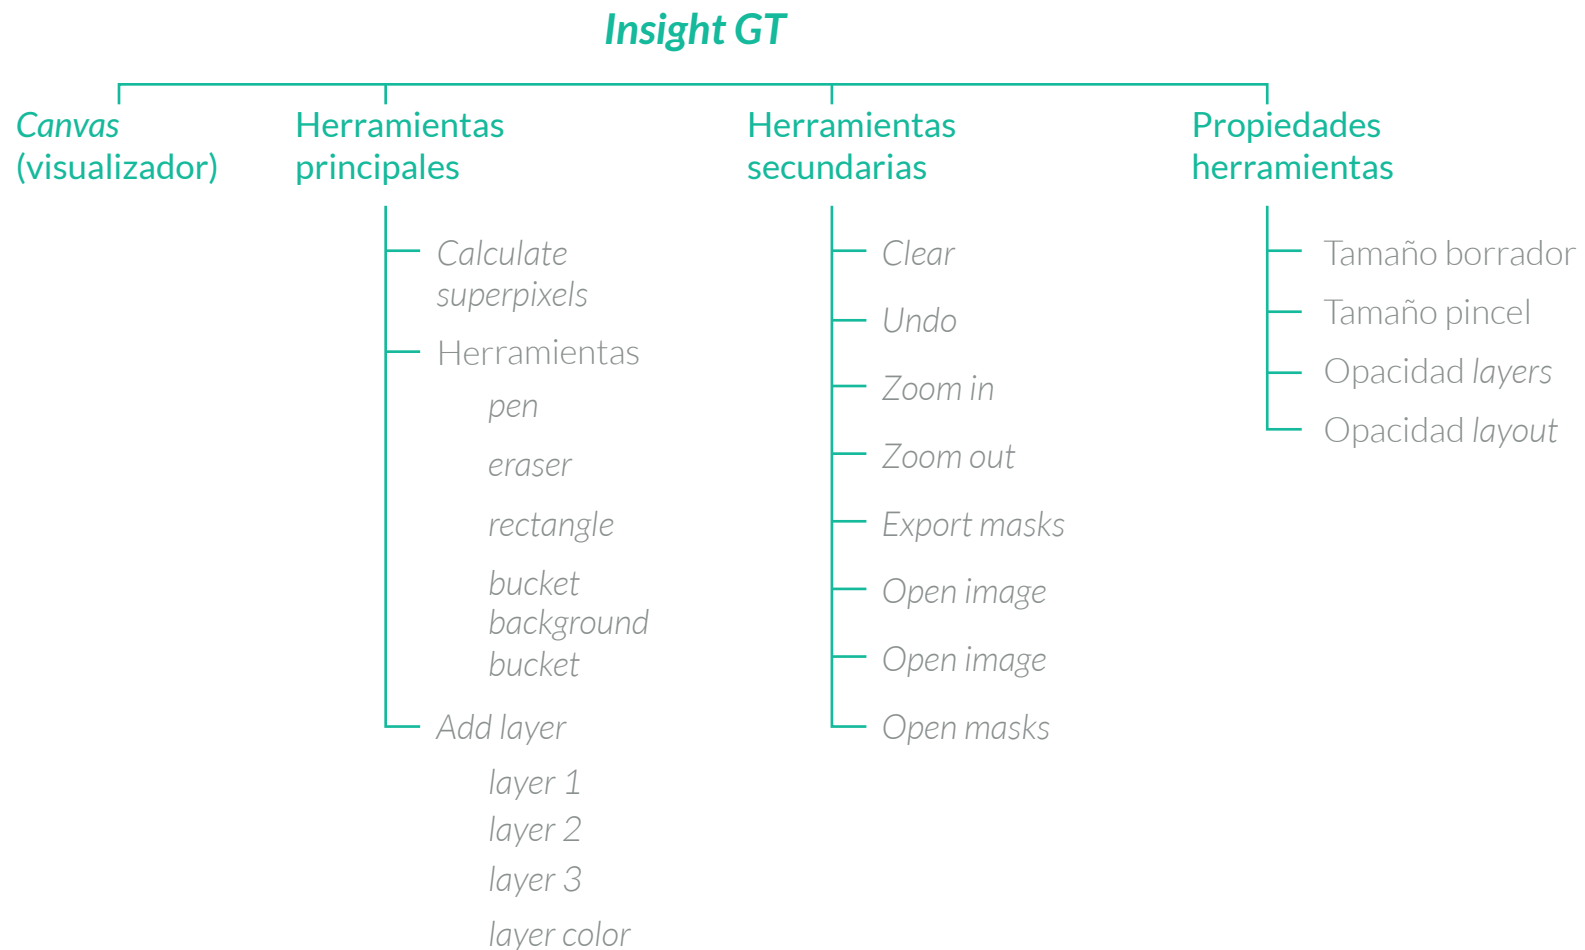 Insight GT
Canvas
(visualizador)
Herramientas
principales
Calculate
superpixels
Herramientas
pen
eraser
rectangle
bucket
background
bucket
Add layer
layer 1
layer 2
layer 3
layer color
Herramientas
secundarias
Clear
Undo
Zoom in
Zoom out
Export masks
Open image
Open image
Open masks
Propiedades
herramientas
Tamaño borrador
Tamaño pincel
Opacidad layers
Opacidad layout